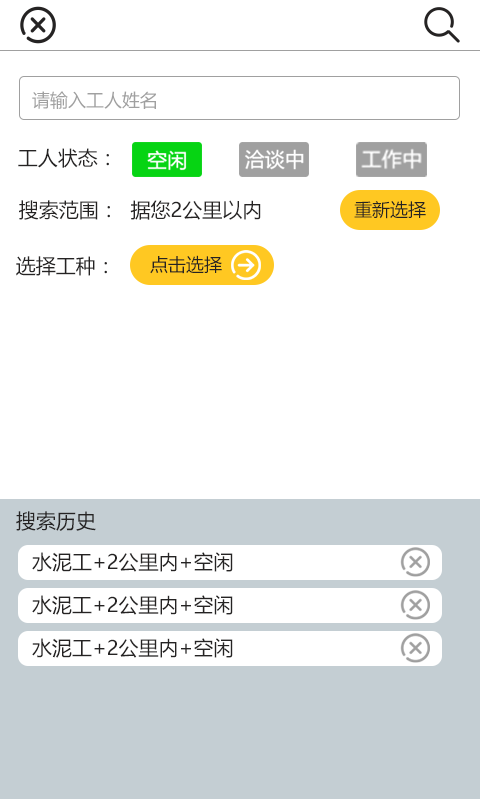 请输入工人姓名
工人状态： 空闲 洽谈中 工作中
搜索范围： 据您2公里以内 重新选择
选择工种： 点击选择
搜索历史
水泥工+2公里内+空闲
水泥工+2公里内+空闲
水泥工+2公里内+空闲